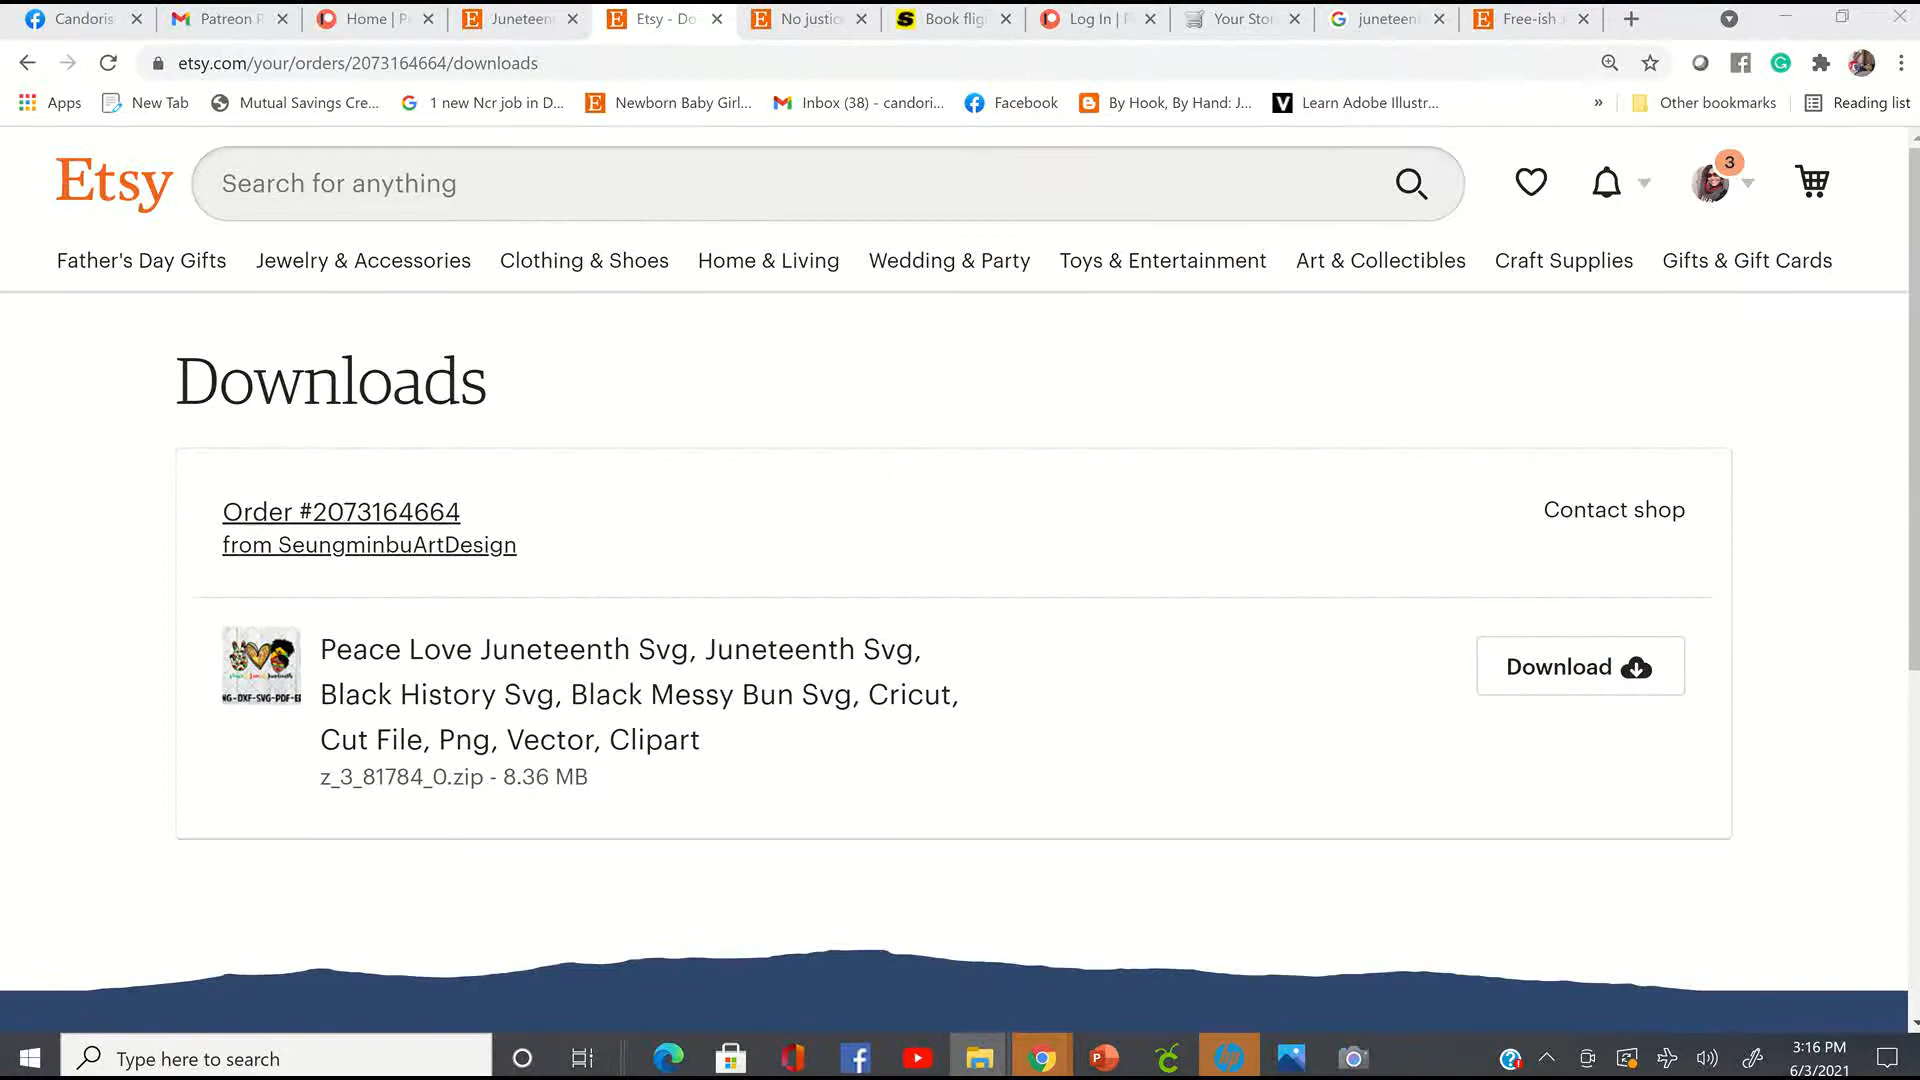 Candoris
Patreon
Home | P
Juneteen
Etsy - Do
No justic
Book flig
Log In |
Your Stor
juneteen
Free-ish
etsy.com/your/orders/2073164664/downloads
Apps
New Tab
Mutual Savings Cre...
1 new Ncr job in D...
Newborn Baby Girl...
Inbox (38) - candori...
Facebook
By Hook, By Hand: J...
Learn Adobe Illustr...
»
Other bookmarks
Reading list
Etsy
Search for anything
3
Father's Day Gifts
Jewelry & Accessories
Clothing & Shoes
Home & Living
Wedding & Party
Toys & Entertainment
Art & Collectibles
Craft Supplies
Gifts & Gift Cards
Downloads
Order #2073164664
from SeungminbuArtDesign
Contact shop
Peace Love Juneteenth Svg, Juneteenth Svg,
Black History Svg, Black Messy Bun Svg, Cricut,
Cut File, Png, Vector, Clipart
z_3_81784_0.zip - 8.36 MB
Download
Type here to search
3:16 PM
6/3/2021